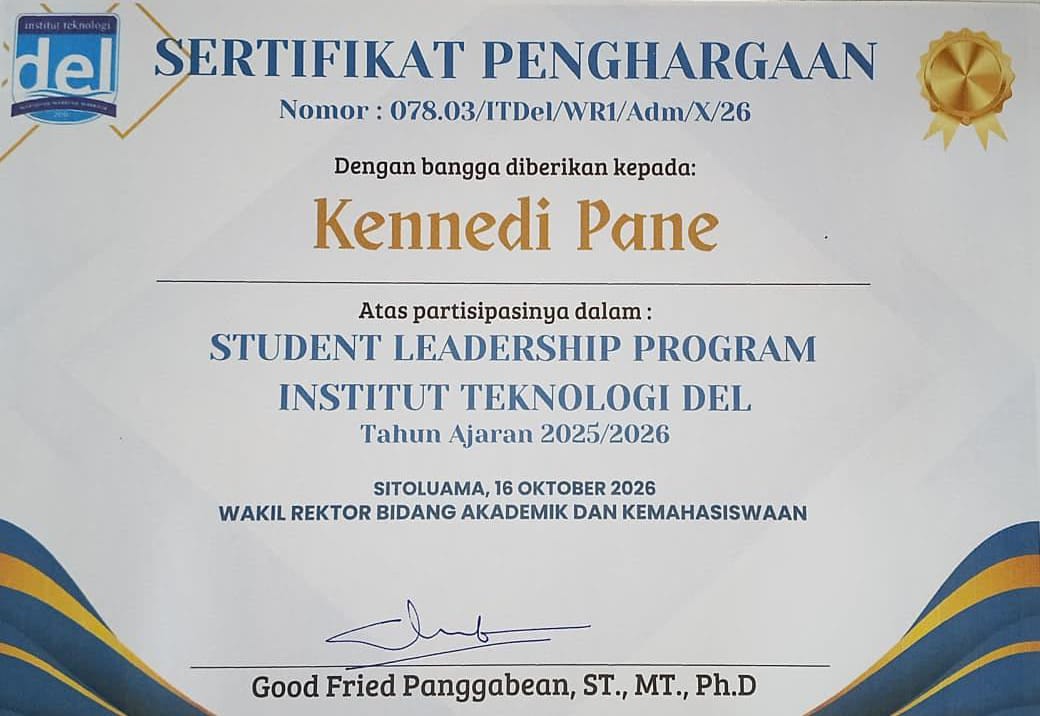 institut teknologi
del
SERTIFIKAT PENGHARGAAN
Nomor : 078.03/ITDel/WR1/Adm/X/26
Dengan bangga diberikan kepada:
Kennedi Pane
Atas partisipasinya dalam :
STUDENT LEADERSHIP PROGRAM
INSTITUT TEKNOLOGI DEL
Tahun Ajaran 2025/2026
SITOLUAMA, 16 OKTOBER 2026
WAKIL REKTOR BIDANG AKADEMIK DAN KEMAHASISWAAN
Good Fried Panggabean, ST., MT., Ph.D